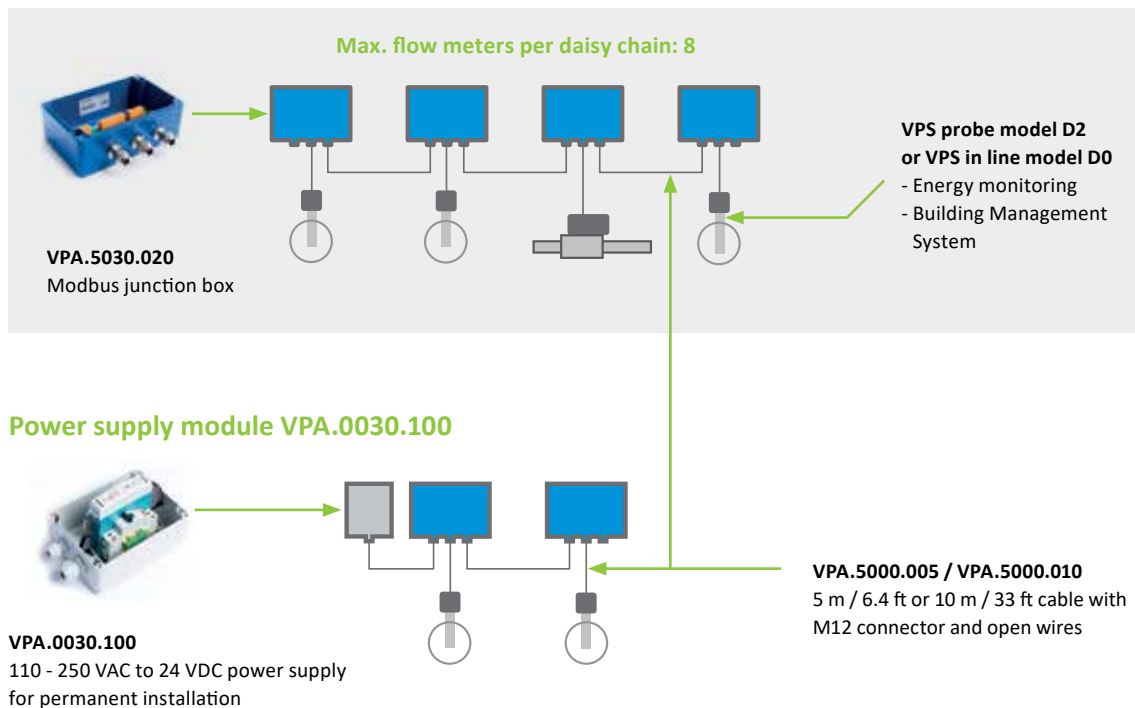 Max. flow meters per daisy chain: 8
VPA.5030.020
Modbus junction box
VPS probe model D2
or VPS in line model D0
- Energy monitoring
- Building Management
System
Power supply module VPA.0030.100
VPA.0030.100
110 - 250 VAC to 24 VDC power supply
for permanent installation
VPA.5000.005 / VPA.5000.010
5 m / 6.4 ft or 10 m / 33 ft cable with
M12 connector and open wires